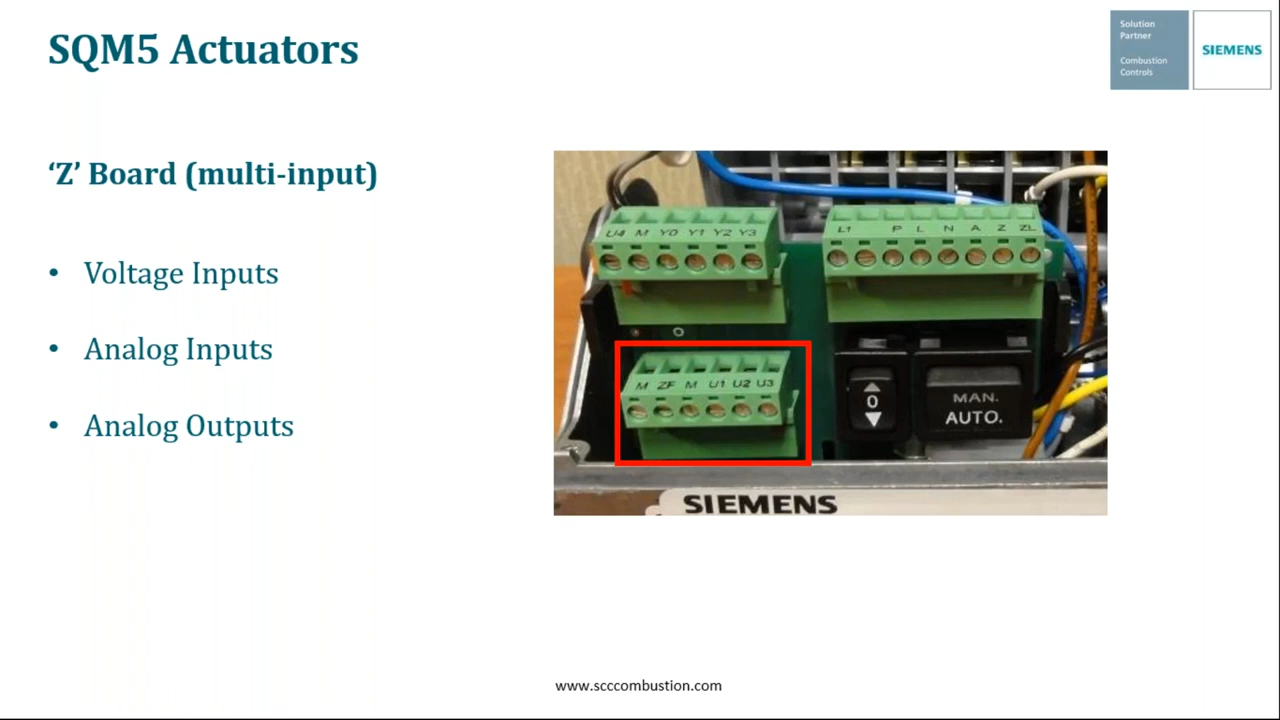 SQM5 Actuators
Solution
Partner
Combustion
Controls
SIEMENS
‘Z’ Board (multi-input)
• Voltage Inputs
• Analog Inputs
• Analog Outputs
U4 M Y0 Y1 Y2 Y3
L1 P L N A Z ZL
M ZF M U1 U2 U3
0
MAN.
AUTO.
SIEMENS
www.scccombustion.com